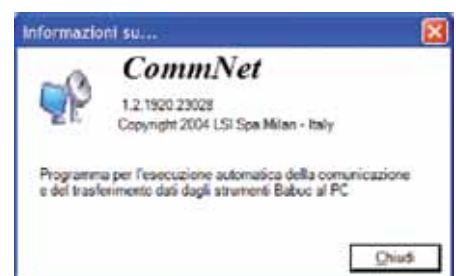 Informazioni su...
CommNet
1.2.1920.23028
Copyright 2004 LSI Spa Milan - Italy
Programma per l'esecuzione automatica della comunicazione
e del trasferimento dati dagli strumenti Babuc al PC
Chiudi